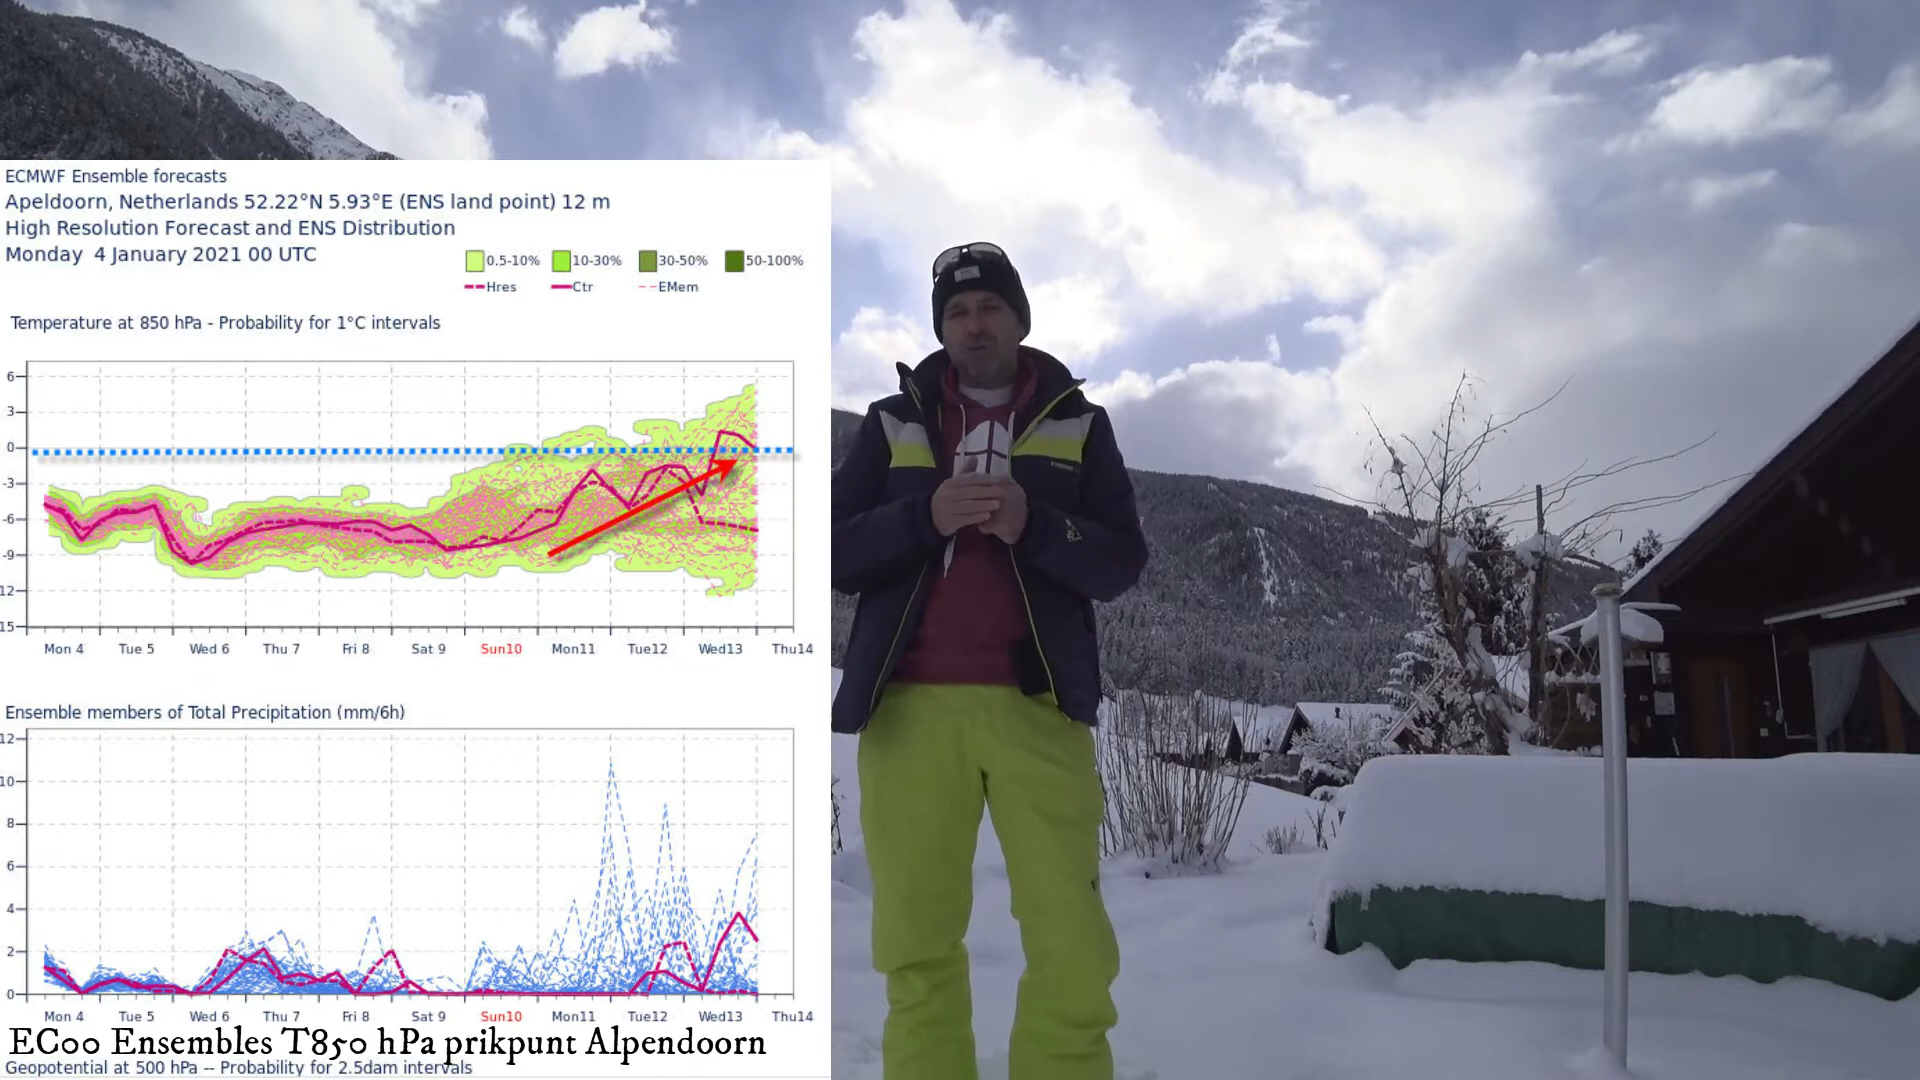 ECMWF Ensemble forecasts
Apeldoorn, Netherlands 52.22°N 5.93°E (ENS land point) 12 m
High Resolution Forecast and ENS Distribution
Monday 4 January 2021 00 UTC
0.5-10% 10-30% 30-50% 50-100%
Hres Ctr EMem
Temperature at 850 hPa - Probability for 1°C intervals
6
3
0
-3
-6
-9
12
15
Mon 4 Tue 5 Wed 6 Thu 7 Fri 8 Sat 9 Sun10 Mon11 Tue12 Wed13 Thu14
Ensemble members of Total Precipitation (mm/6h)
12
10
8
6
4
2
0
Mon 4 Tue 5 Wed 6 Thu 7 Fri 8 Sat 9 Sun10 Mon11 Tue12 Wed13 Thu14
EC00 Ensembles T850 hPa prikpunt Alpendoorn
Geopotential at 500 hPa -- Probability for 2.5dam intervals